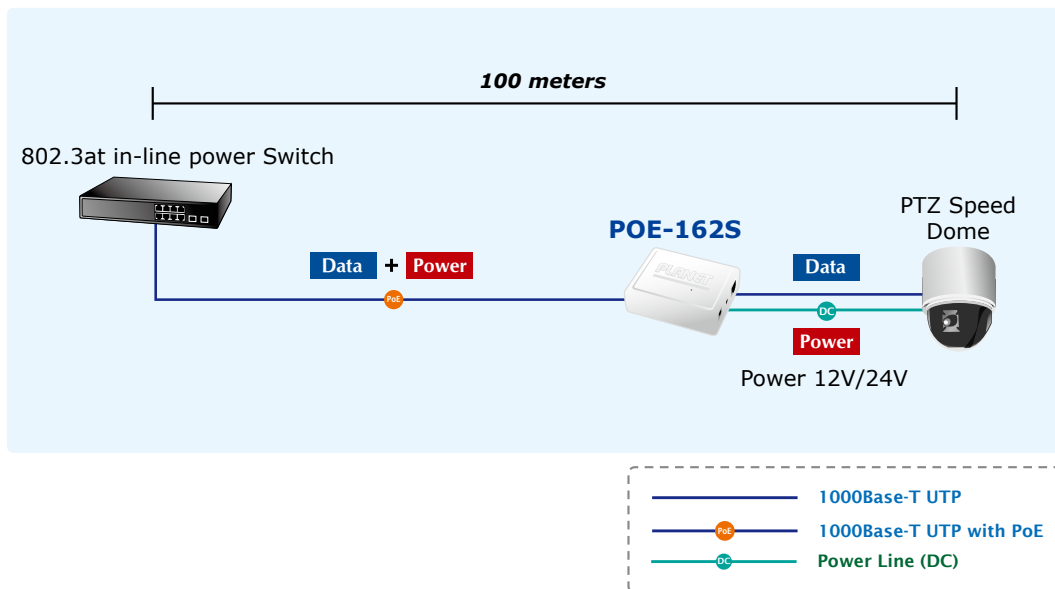 100 meters
802.3at in-line power Switch
PTZ Speed
Dome
POE-162S
Data + Power
PoE
PLANET
Data
DC
Power
Power 12V/24V
1000Base-T UTP
PoE
1000Base-T UTP with PoE
DC
Power Line (DC)